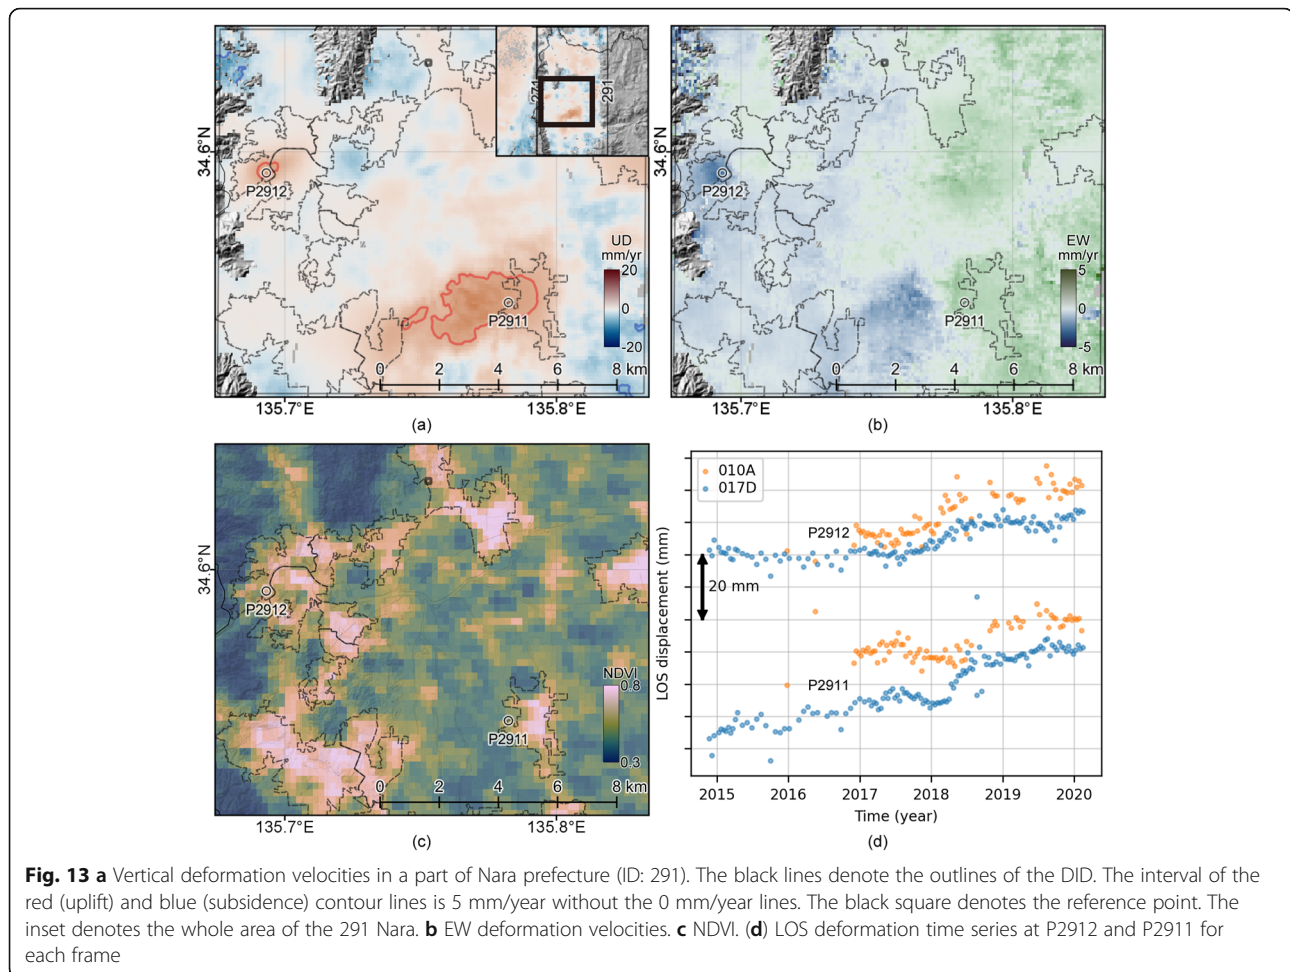 271
291
34.6°N
P2912
P2911
UD
mm/yr
20
0
-20
0 2 4 6 8 km
135.7°E
135.8°E
(a)
34.6°N
P2912
P2911
EW
mm/yr
5
0
-5
0 2 4 6 8 km
135.7°E
135.8°E
(b)
34.6°N
P2912
P2911
NDVI
0.8
0.3
0 2 4 6 8 km
135.7°E
135.8°E
(c)
010A
017D
P2912
20 mm
P2911
LOS displacement (mm)
2015 2016 2017 2018 2019 2020
Time (year)
(d)
Fig. 13 a Vertical deformation velocities in a part of Nara prefecture (ID: 291). The black lines denote the outlines of the DID. The interval of the
red (uplift) and blue (subsidence) contour lines is 5 mm/year without the 0 mm/year lines. The black square denotes the reference point. The
inset denotes the whole area of the 291 Nara. b EW deformation velocities. c NDVI. (d) LOS deformation time series at P2912 and P2911 for
each frame